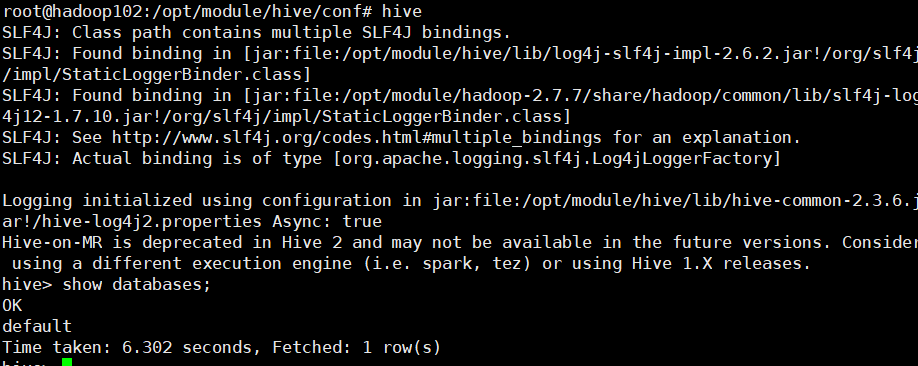 root@hadoop102:/opt/module/hive/conf# hive
SLF4J: Class path contains multiple SLF4J bindings.
SLF4J: Found binding in [jar:file:/opt/module/hive/lib/log4j-slf4j-impl-2.6.2.jar!/org/slf4j
/impl/StaticLoggerBinder.class]
SLF4J: Found binding in [jar:file:/opt/module/hadoop-2.7.7/share/hadoop/common/lib/slf4j-log
4j12-1.7.10.jar!/org/slf4j/impl/StaticLoggerBinder.class]
SLF4J: See http://www.slf4j.org/codes.html#multiple_bindings for an explanation.
SLF4J: Actual binding is of type [org.apache.logging.slf4j.Log4jLoggerFactory]
Logging initialized using configuration in jar:file:/opt/module/hive/lib/hive-common-2.3.6.j
ar!/hive-log4j2.properties Async: true
Hive-on-MR is deprecated in Hive 2 and may not be available in the future versions. Consider
using a different execution engine (i.e. spark, tez) or using Hive 1.X releases.
hive> show databases;
OK
default
Time taken: 6.302 seconds, Fetched: 1 row(s)
hive>